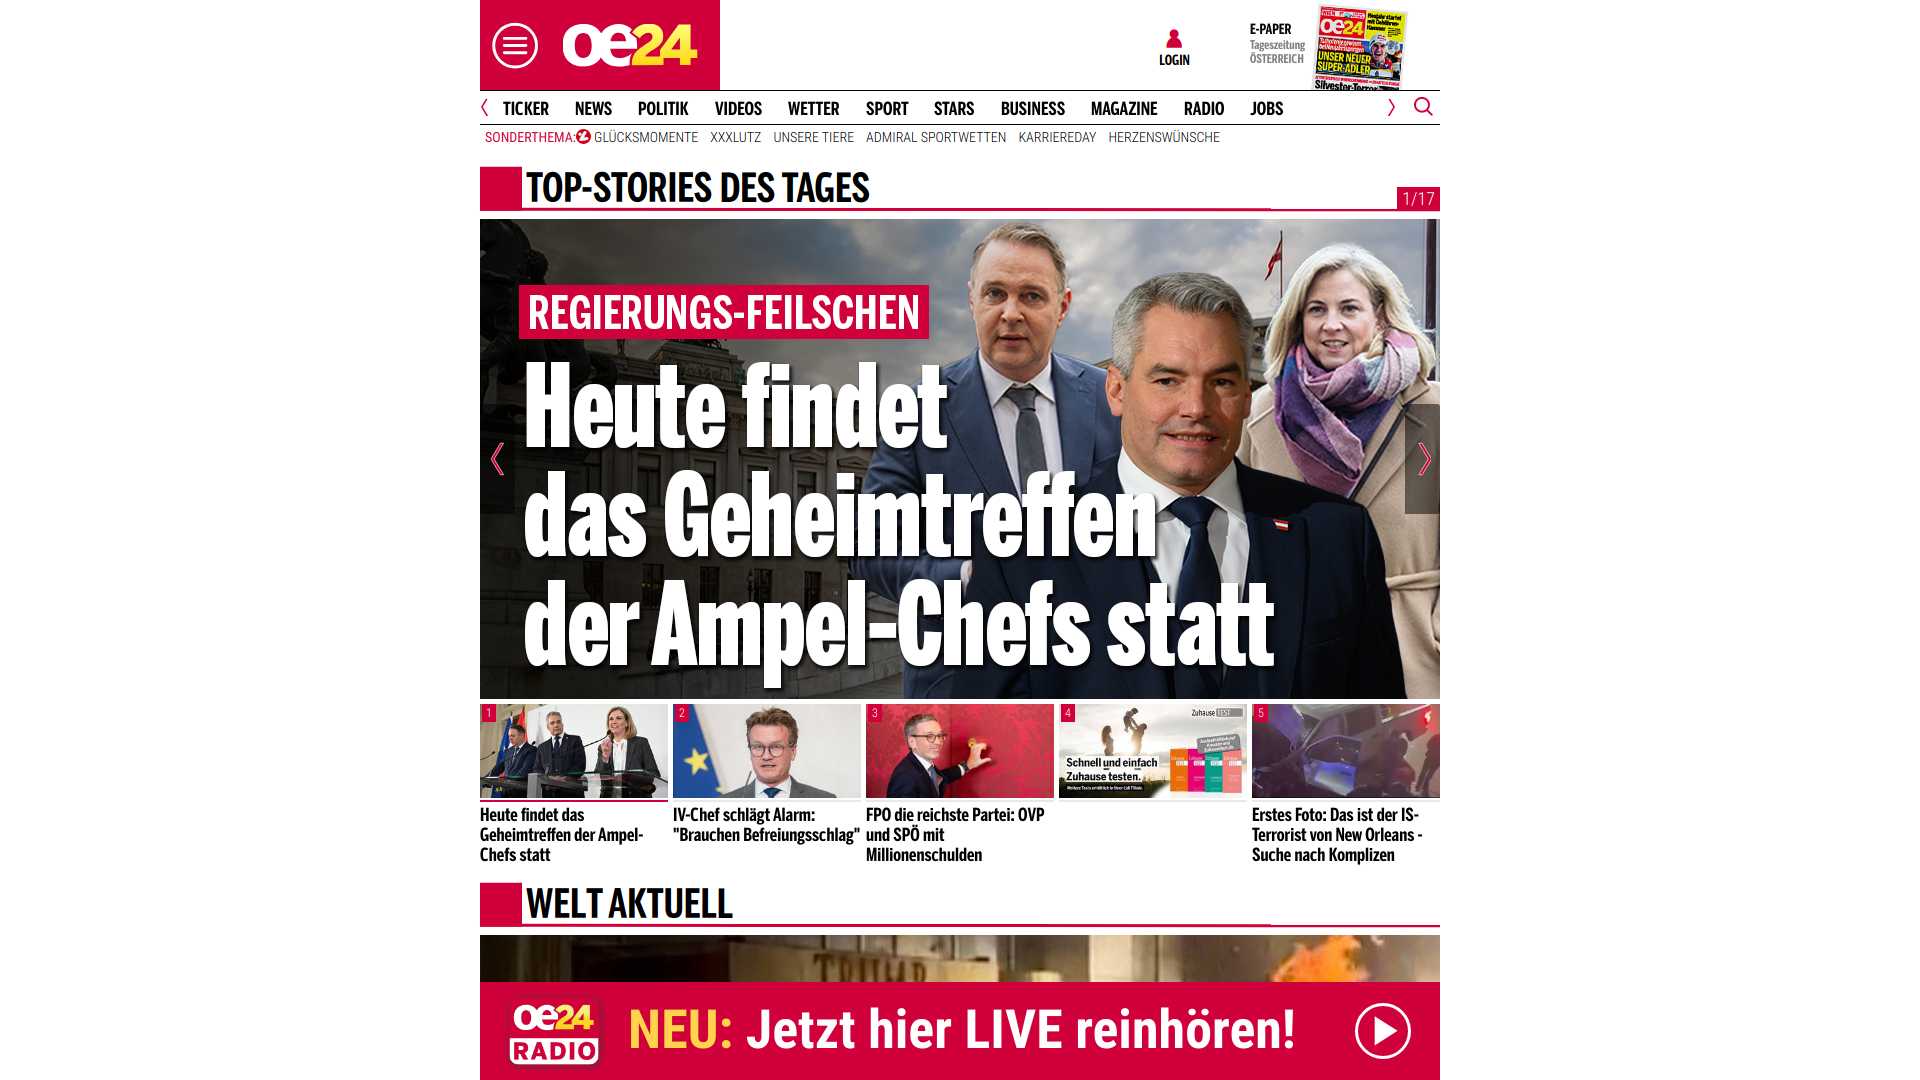 oe24
LOGIN
E-PAPER
Tageszeitung
ÖSTERREICH
oe24
UNSER NEUER
SUPER-ADLER
TICKER NEWS POLITIK VIDEOS WETTER SPORT STARS BUSINESS MAGAZINE RADIO JOBS
SONDERTHEMA: GLÜCKSMOMENTE XXXLUTZ UNSERE TIERE ADMIRAL SPORTWETTEN KARRIEREDAY HERZENSWÜNSCHE
TOP-STORIES DES TAGES
1/17
REGIERUNGS-FEILSCHEN
Heute findet
das Geheimtreffen
der Ampel-Chefs statt
1
2
3
4
5
Zuhause TEST
Schnell und einfach
Zuhause testen.
Heute findet das
Geheimtreffen der Ampel-
Chefs statt
IV-Chef schlägt Alarm:
"Brauchen Befreiungsschlag"
FPÖ die reichste Partei: ÖVP
und SPÖ mit
Millionenschulden
Erstes Foto: Das ist der IS-
Terrorist von New Orleans -
Suche nach Komplizen
WELT AKTUELL
TRUMP
oe24
RADIO
NEU: Jetzt hier LIVE reinhören!